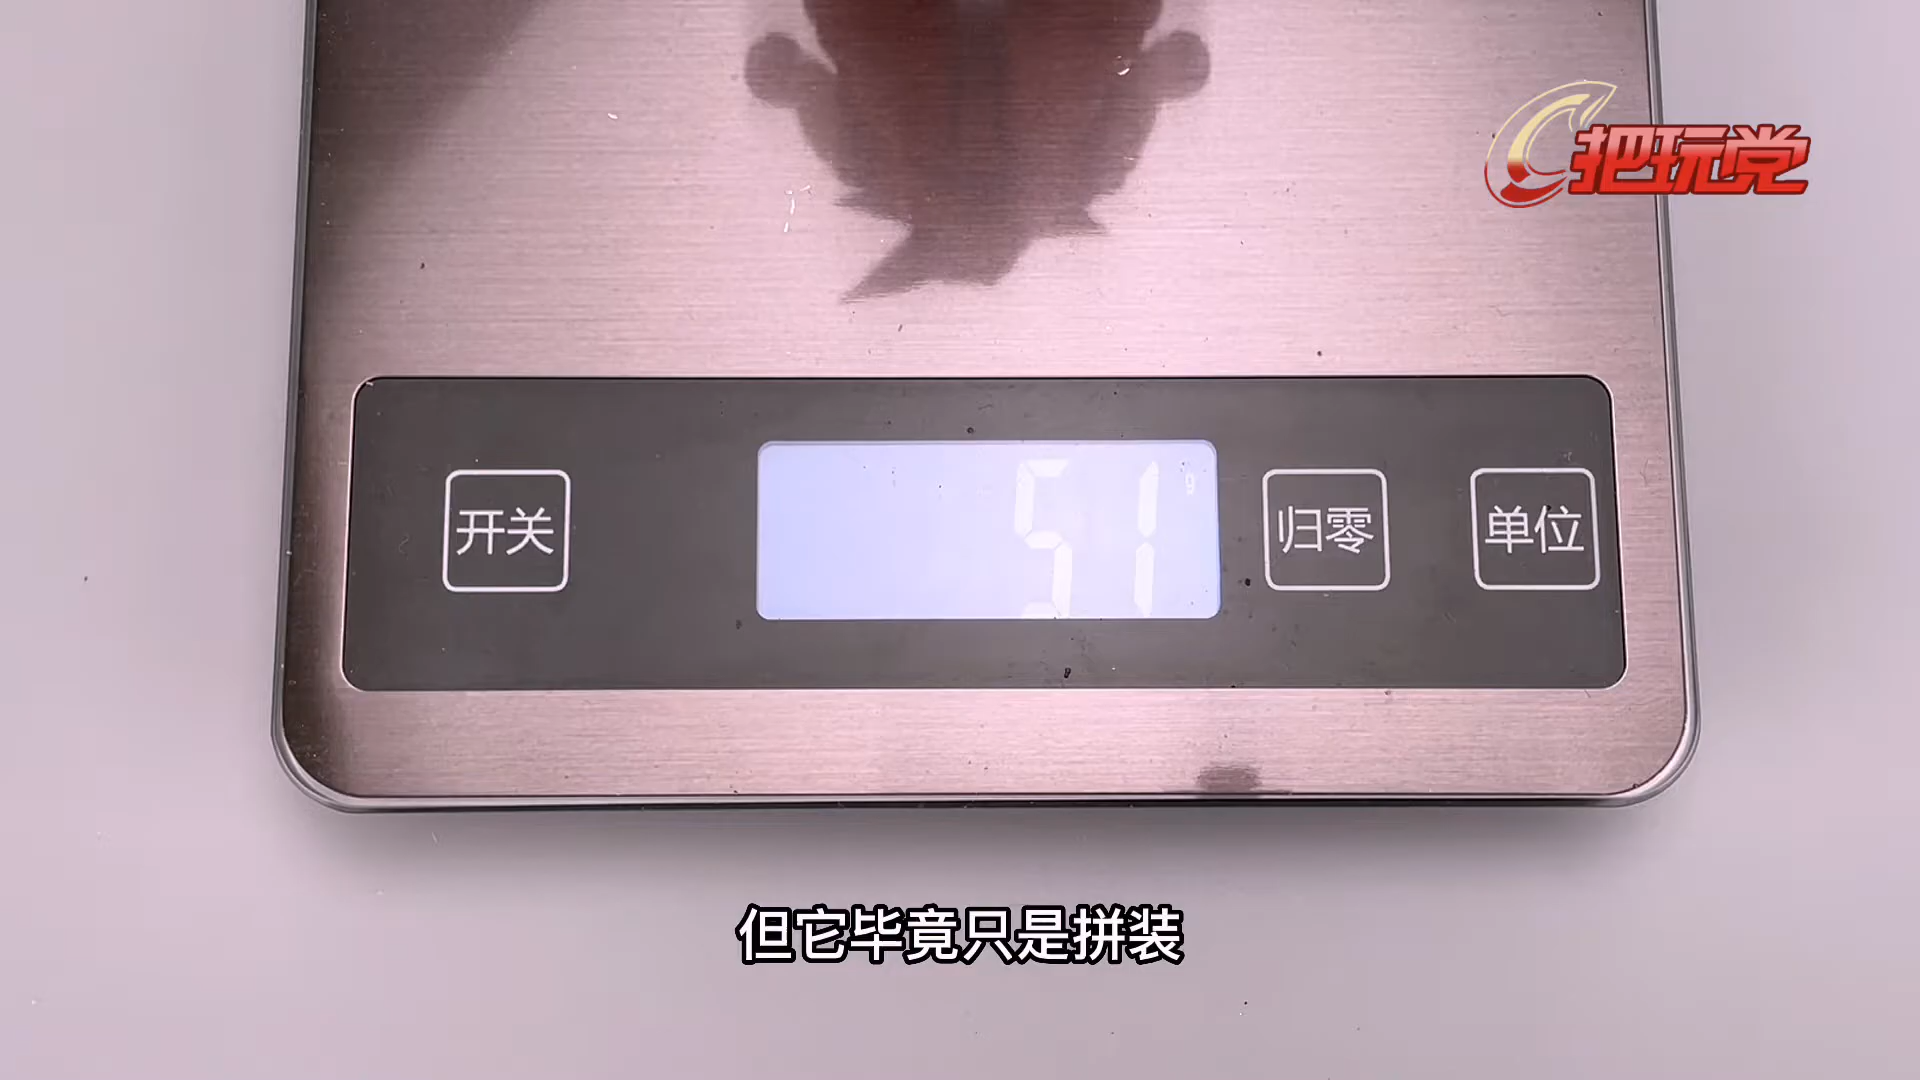 把玩党
51 g
开关
归零
单位
但它毕竟只是拼装